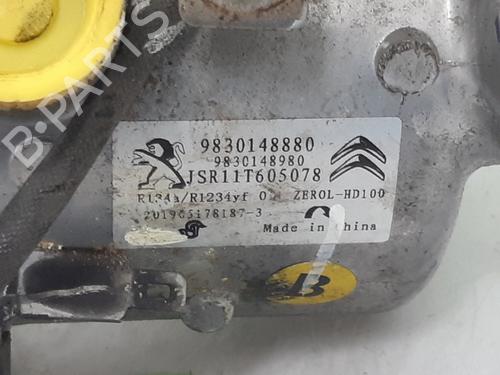 B-PARTS
9830148880
9830148980
JSR11T605078
R134a/R1234yf ZEROL-HD100
Made in China
B